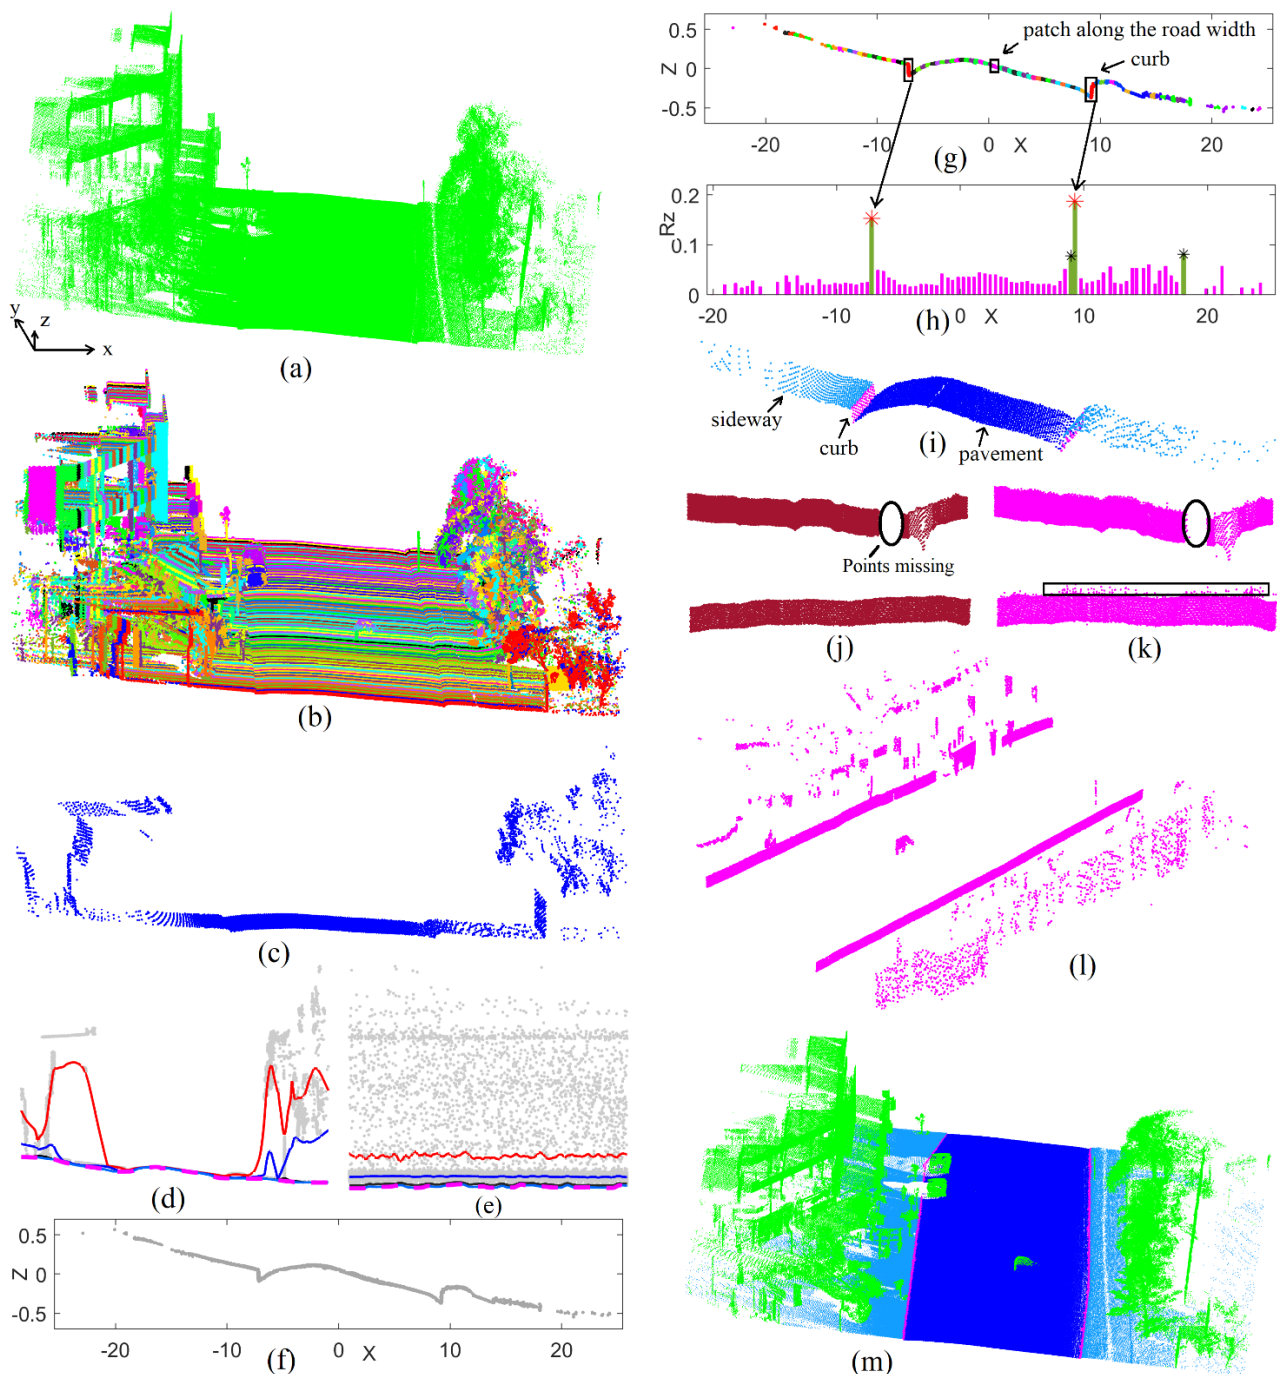 y
z
x
(a)
(b)
(c)
(d)
(e)
0.5
Z
0
-0.5
-20
-10
0
X
10
20
(f)
0.5
Z
0
-0.5
patch along the road width
curb
-20
-10
0
X
10
20
(g)
0.2
Rz
0.1
0
-20
-10
0
X
10
20
(h)
sideway
curb
(i)
pavement
Points missing
(j)
(k)
(l)
(m)